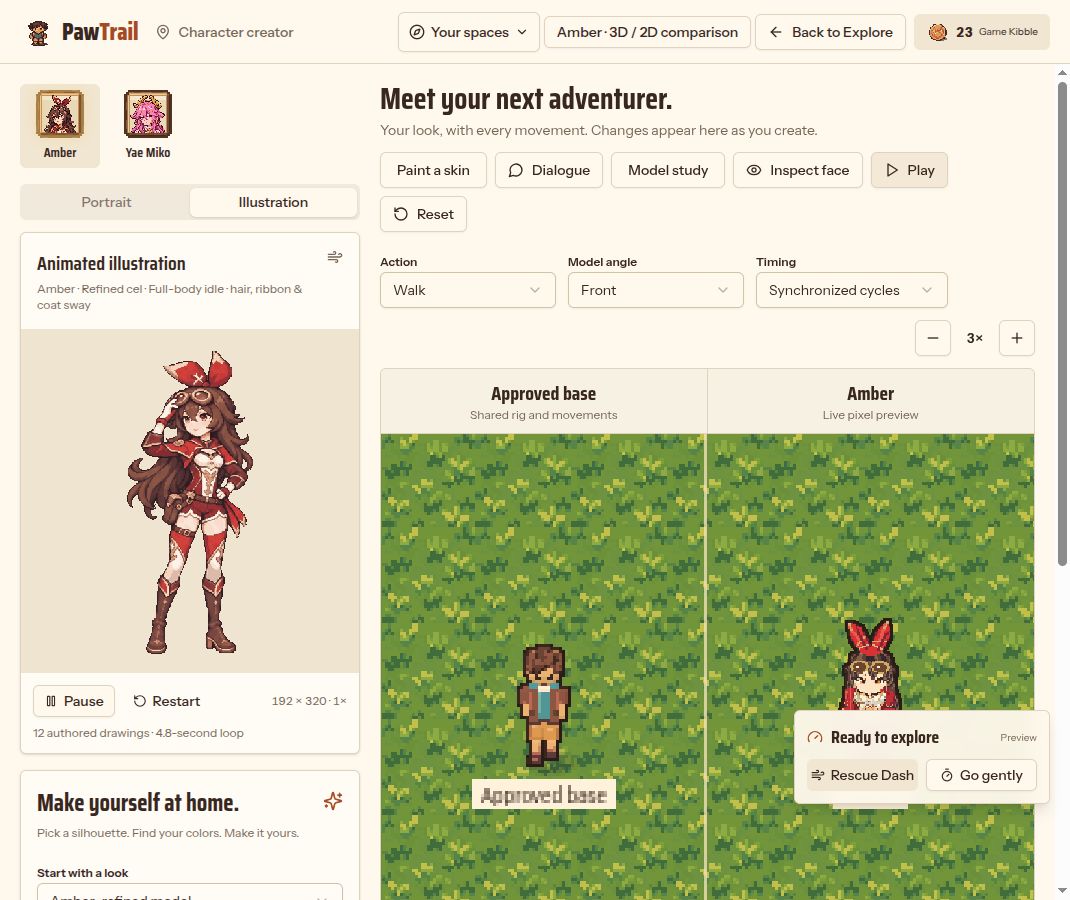 PawTrail
Character creator
Your spaces
Amber · 3D / 2D comparison
Back to Explore
23 Game Kibble
Amber
Yae Miko
Portrait
Illustration
Animated illustration
Amber · Refined cel · Full-body idle · hair, ribbon &
coat sway
Pause
Restart
192 × 320 · 1×
12 authored drawings · 4.8-second loop
Make yourself at home.
Pick a silhouette. Find your colors. Make it yours.
Start with a look
Amber, refined model
Meet your next adventurer.
Your look, with every movement. Changes appear here as you create.
Paint a skin
Dialogue
Model study
Inspect face
Play
Reset
Action
Model angle
Timing
Walk
Front
Synchronized cycles
3×
Approved base
Shared rig and movements
Amber
Live pixel preview
Approved base
Ready to explore
Preview
Rescue Dash
Go gently